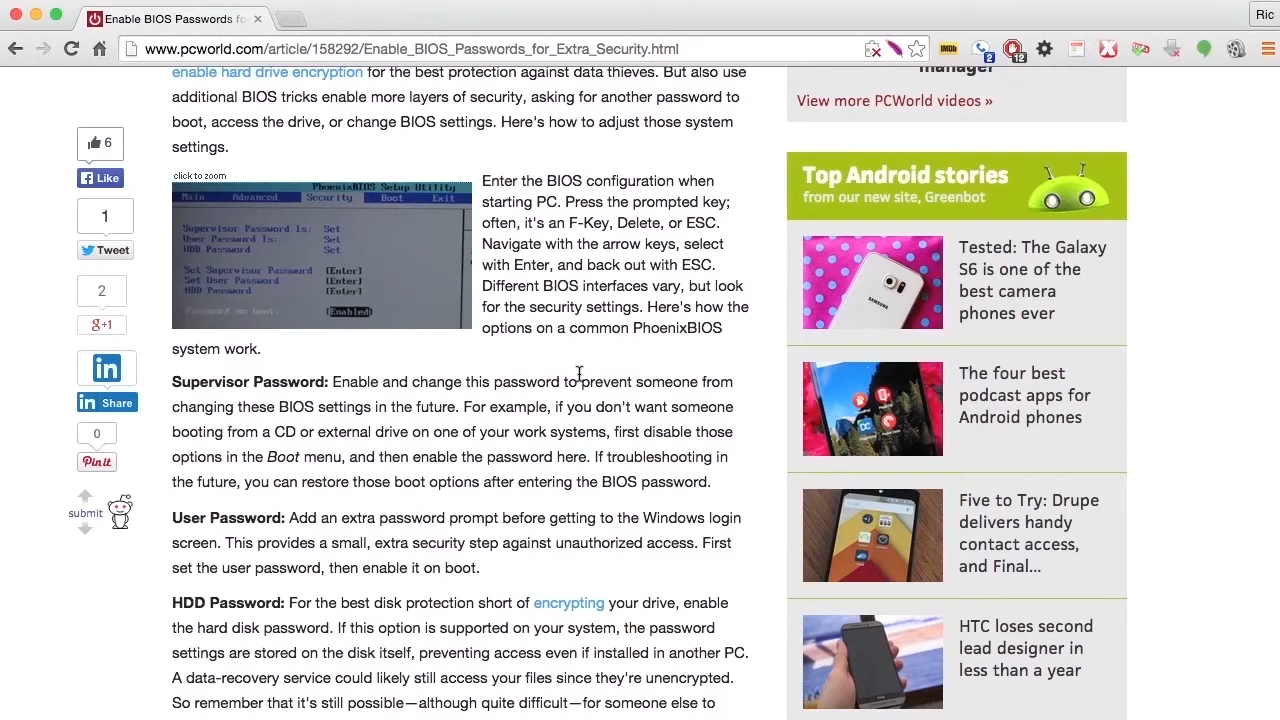 Enable BIOS Passwords fo
Ric
www.pcworld.com/article/158292/Enable_BIOS_Passwords_for_Extra_Security.html
IMDb
2
12
enable hard drive encryption for the best protection against data thieves. But also use
additional BIOS tricks enable more layers of security, asking for another password to
boot, access the drive, or change BIOS settings. Here's how to adjust those system
settings.
click to zoom
PhoenixBIOS Setup Utility
Main Advanced Security Boot Exit
Supervisor Password Is: Set
User Password Is: Set
HDD Password Set
Set Supervisor Password [Enter]
Set User Password [Enter]
HDD Password [Enter]
Password on boot: [Enabled]
Enter the BIOS configuration when
starting PC. Press the prompted key;
often, it's an F-Key, Delete, or ESC.
Navigate with the arrow keys, select
with Enter, and back out with ESC.
Different BIOS interfaces vary, but look
for the security settings. Here's how the
options on a common PhoenixBIOS
system work.
Supervisor Password: Enable and change this password to prevent someone from
changing these BIOS settings in the future. For example, if you don't want someone
booting from a CD or external drive on one of your work systems, first disable those
options in the Boot menu, and then enable the password here. If troubleshooting in
the future, you can restore those boot options after entering the BIOS password.
User Password: Add an extra password prompt before getting to the Windows login
screen. This provides a small, extra security step against unauthorized access. First
set the user password, then enable it on boot.
HDD Password: For the best disk protection short of encrypting your drive, enable
the hard disk password. If this option is supported on your system, the password
settings are stored on the disk itself, preventing access even if installed in another PC.
A data-recovery service could likely still access your files since they're unencrypted.
So remember that it's still possible—although quite difficult—for someone else to
6
Like
1
Tweet
2
g+1
in
in Share
0
Pin it
submit
manager
View more PCWorld videos »
Top Android stories
from our new site, Greenbot
SAMSUNG
Tested: The Galaxy
S6 is one of the
best camera
phones ever
The four best
podcast apps for
Android phones
Five to Try: Drupe
delivers handy
contact access,
and Final...
HTC loses second
lead designer in
less than a year